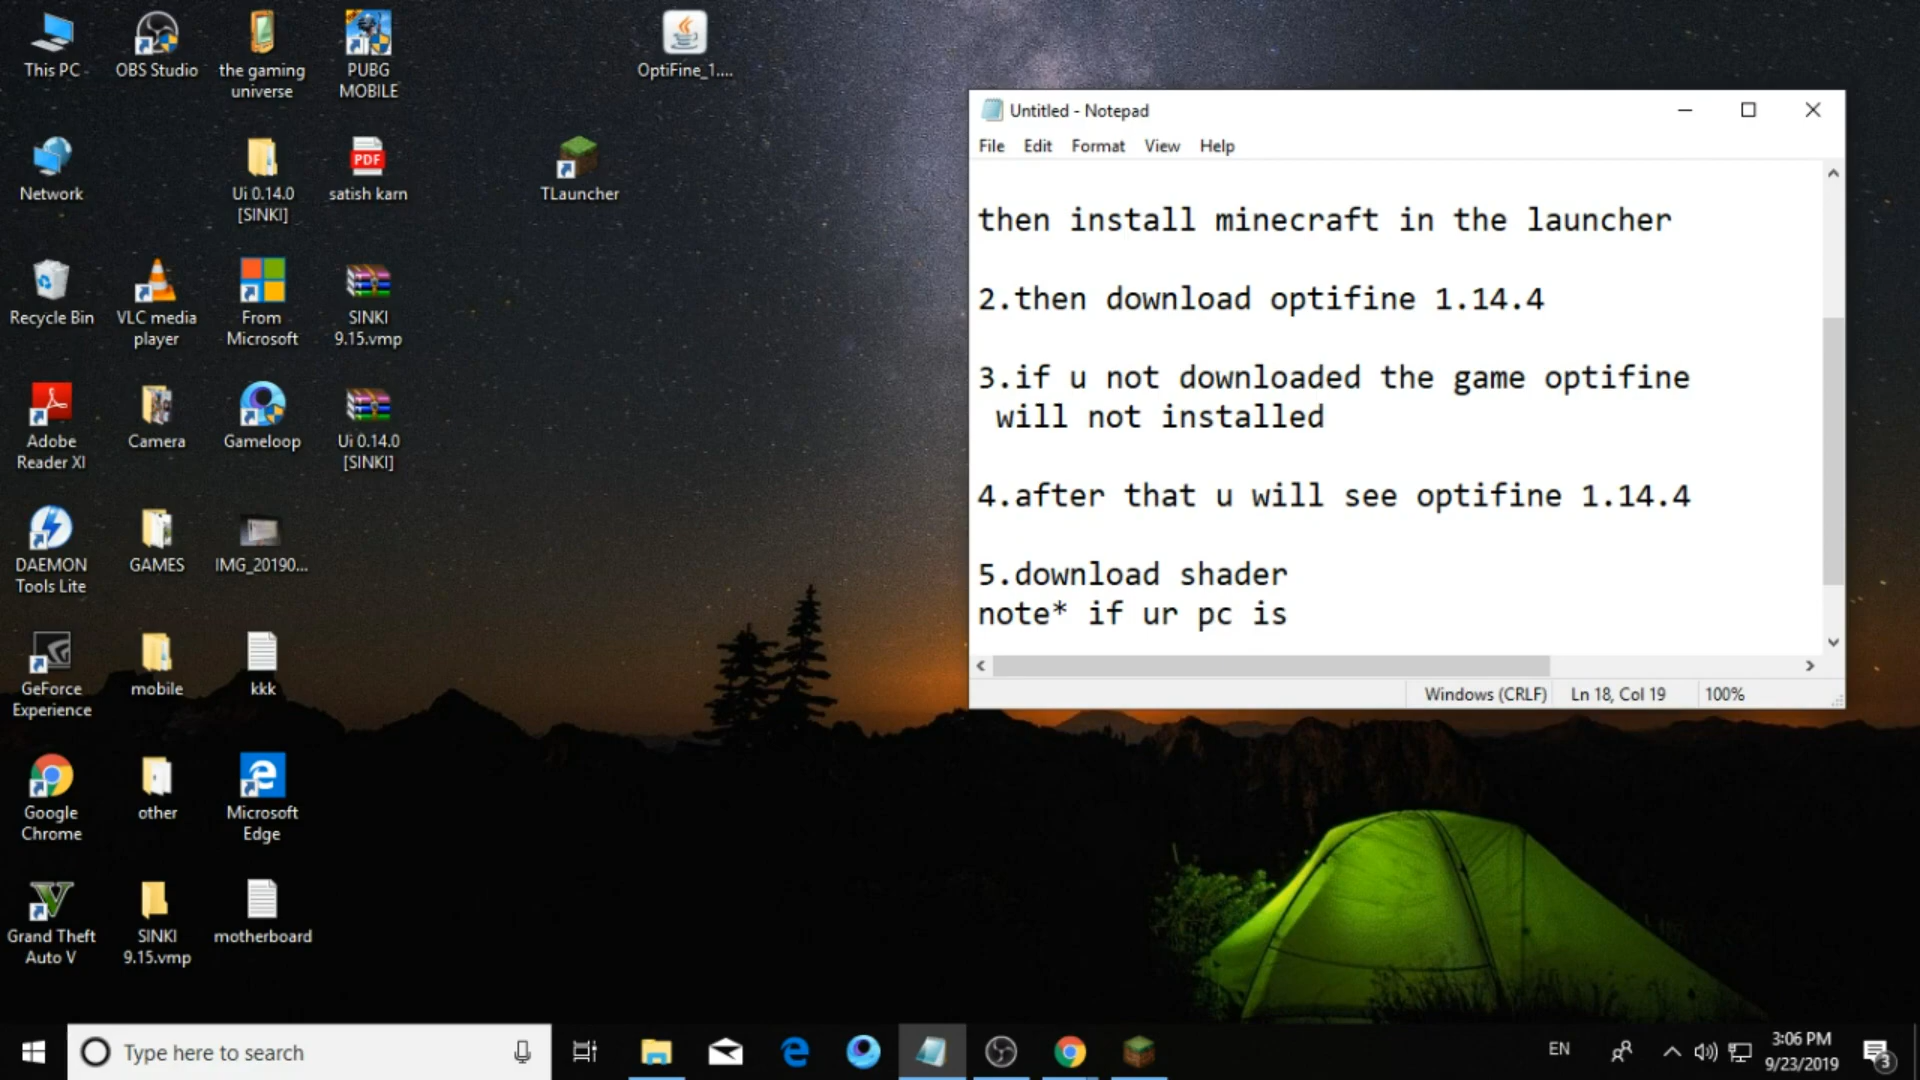 This PC
OBS Studio
the gaming
universe
PUBG
MOBILE
OptiFine_1....
Network
Ui 0.14.0
[SINKI]
PDF
satish karn
TLauncher
Recycle Bin
VLC media
player
From
Microsoft
SINKI
9.15.vmp
Adobe
Reader XI
Camera
Gameloop
Ui 0.14.0
[SINKI]
DAEMON
Tools Lite
GAMES
IMG_20190...
GeForce
Experience
mobile
kkk
Google
Chrome
other
Microsoft
Edge
Grand Theft
Auto V
SINKI
9.15.vmp
motherboard
Untitled - Notepad
File Edit Format View Help
then install minecraft in the launcher
2.then download optifine 1.14.4
3.if u not downloaded the game optifine
will not installed
4.after that u will see optifine 1.14.4
5.download shader
note* if ur pc is
Windows (CRLF) Ln 18, Col 19 100%
Type here to search
EN
3:06 PM
9/23/2019
3